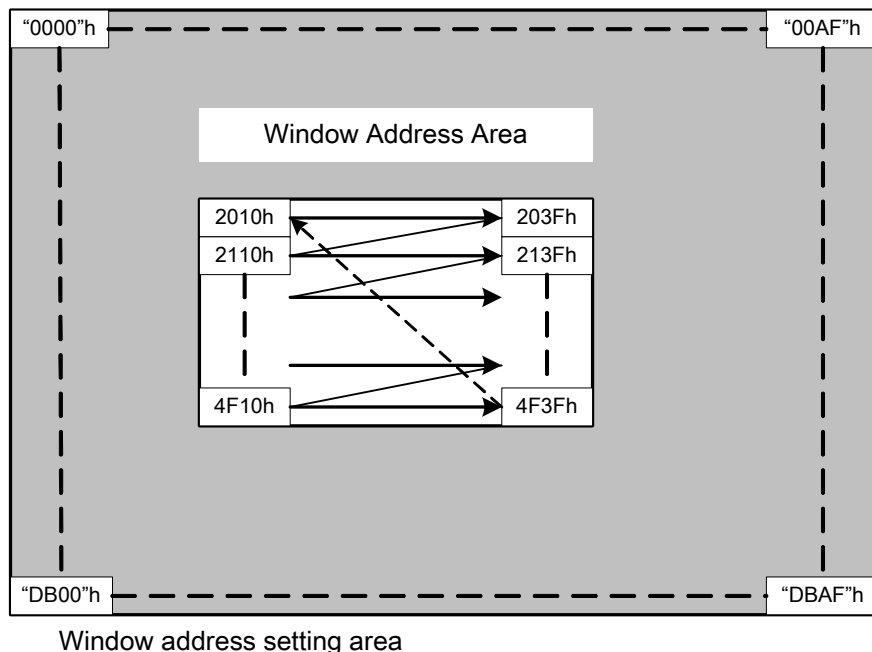 “0000”h “00AF”h
Window Address Area
2010h 203Fh
2110h 213Fh
4F10h 4F3Fh
“DB00”h “DBAF”h
Window address setting area